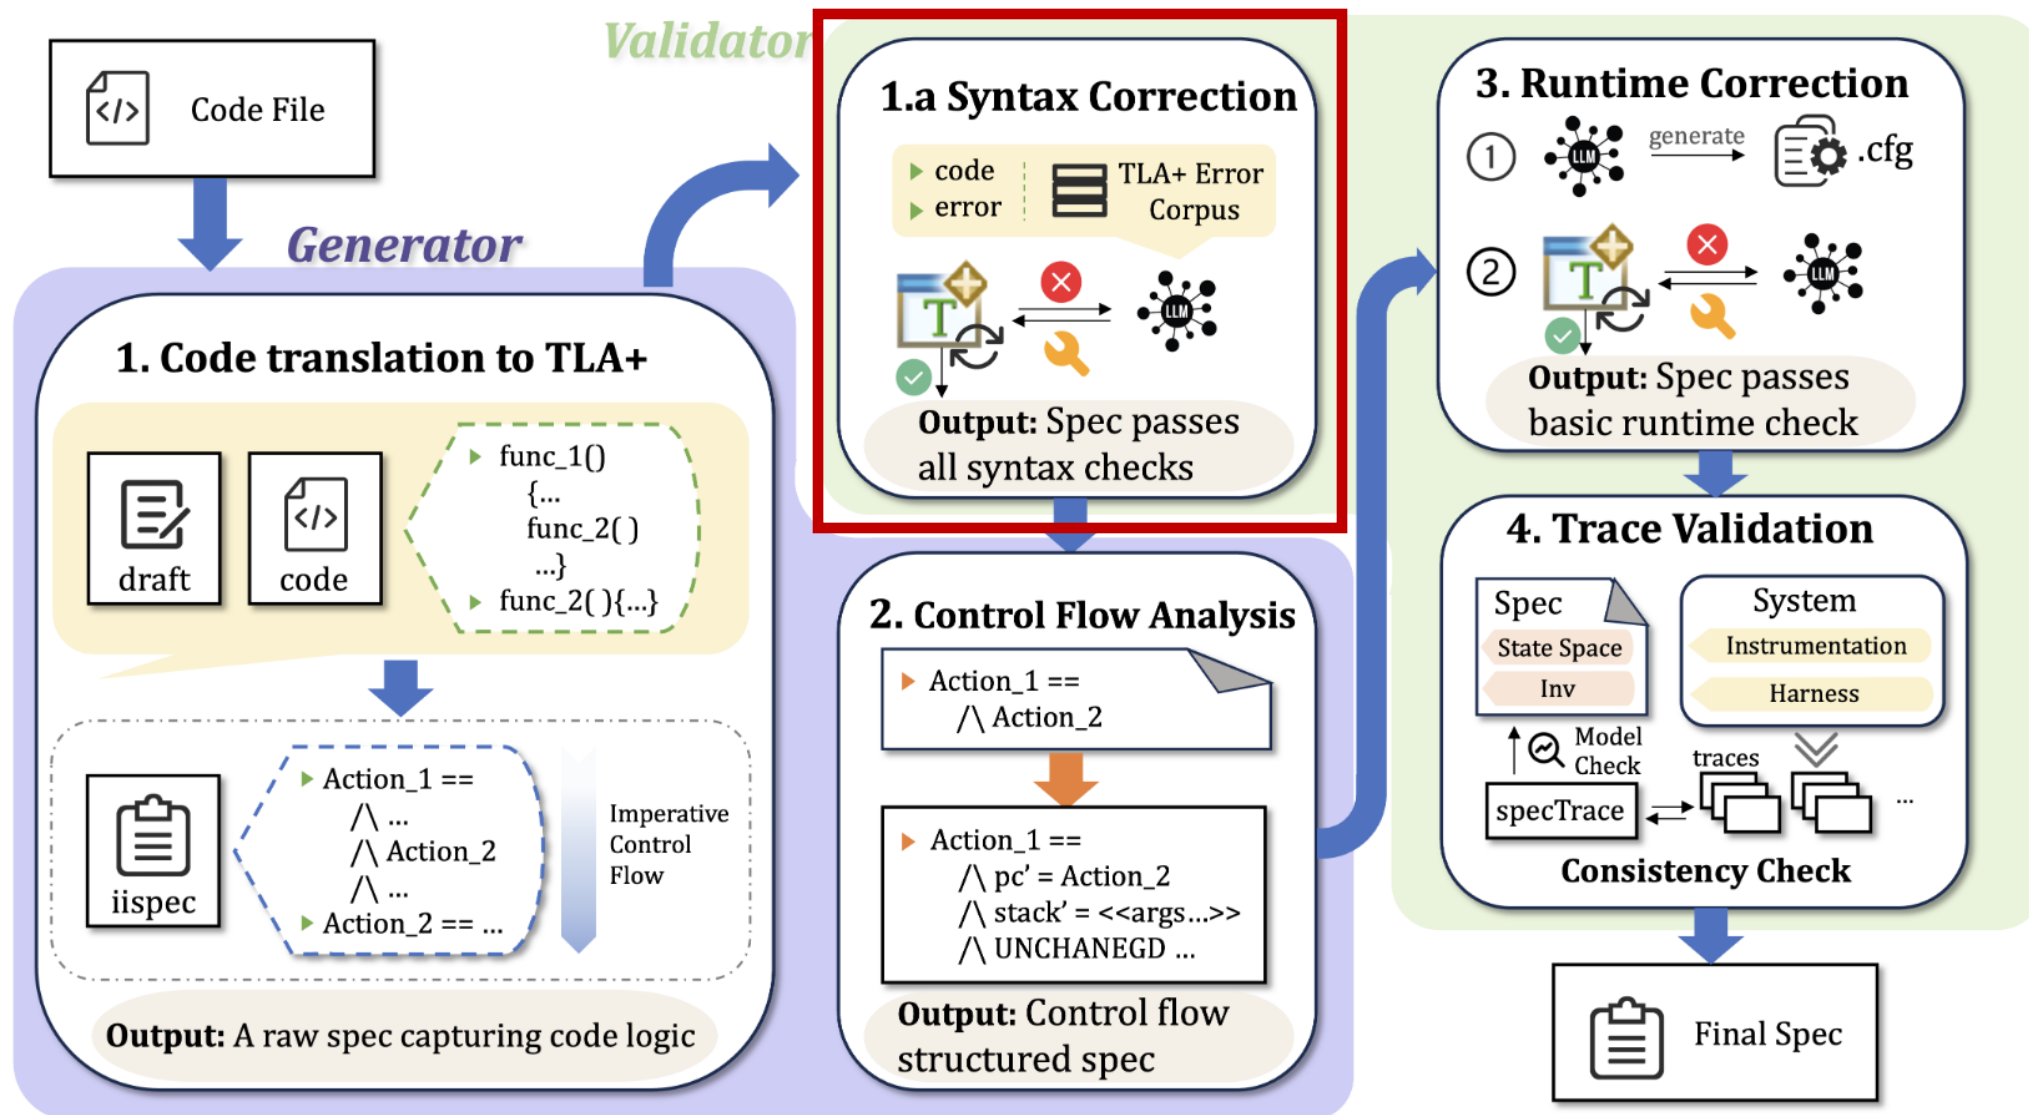 Code File
Generator
1. Code translation to TLA+
draft
code
func_1()
{...
func_2( )
...}
func_2( ){...}
iispec
Action_1 ==
/\ ...
/\ Action_2
/\ ...
Action_2 == ...
Imperative
Control
Flow
Output: A raw spec capturing code logic
Validator
1.a Syntax Correction
code
error
TLA+ Error
Corpus
LLM
Output: Spec passes
all syntax checks
2. Control Flow Analysis
Action_1 ==
/\ Action_2
Action_1 ==
/\ pc’ = Action_2
/\ stack’ = <<args...>>
/\ UNCHANEGD ...
Output: Control flow
structured spec
3. Runtime Correction
1
LLM
generate
.cfg
2
T
LLM
Output: Spec passes
basic runtime check
4. Trace Validation
Spec
State Space
Inv
System
Instrumentation
Harness
Model
Check
traces
specTrace
...
Consistency Check
Final Spec